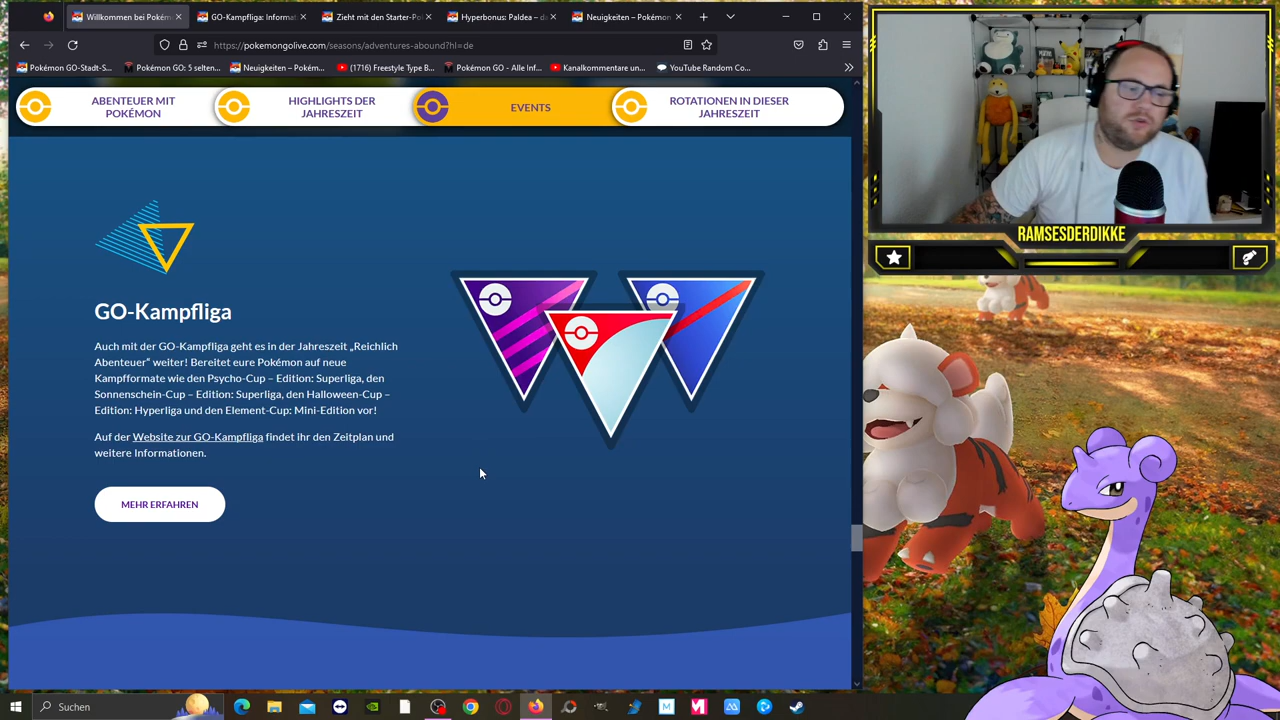 Willkommen bei Pokém
GO-Kampfliga: Informati
Zieht mit den Starter-Po
Hyperbonus: Paldea – da
Neuigkeiten – Pokémon
https://pokemongolive.com/seasons/adventures-abound?hl=de
Pokémon GO-Stadt-S...
Pokémon GO: 5 selten...
Neuigkeiten – Pokém...
(1716) Freestyle Type B...
Pokémon GO - Alle Inf...
Kanalkommentare un...
YouTube Random Co...
ABENTEUER MIT
POKÉMON
HIGHLIGHTS DER
JAHRESZEIT
EVENTS
ROTATIONEN IN DIESER
JAHRESZEIT
GO-Kampfliga
Auch mit der GO-Kampfliga geht es in der Jahreszeit „Reichlich
Abenteuer“ weiter! Bereitet eure Pokémon auf neue
Kampfformate wie den Psycho-Cup – Edition: Superliga, den
Sonnenschein-Cup – Edition: Superliga, den Halloween-Cup –
Edition: Hyperliga und den Element-Cup: Mini-Edition vor!
Auf der Website zur GO-Kampfliga findet ihr den Zeitplan und
weitere Informationen.
MEHR ERFAHREN
RAMSESDERDIKKE
Suchen